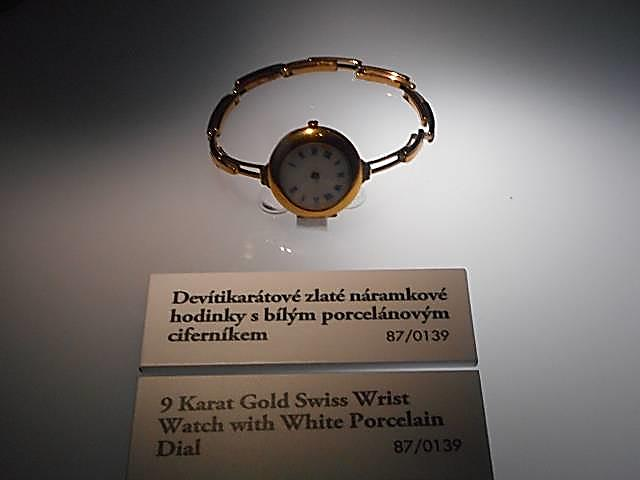 Devítikarátové zlaté náramkové
hodinky s bílým porcelánovým
ciferníkem 87/0139
9 Karat Gold Swiss Wrist
Watch with White Porcelain
Dial 87/0139